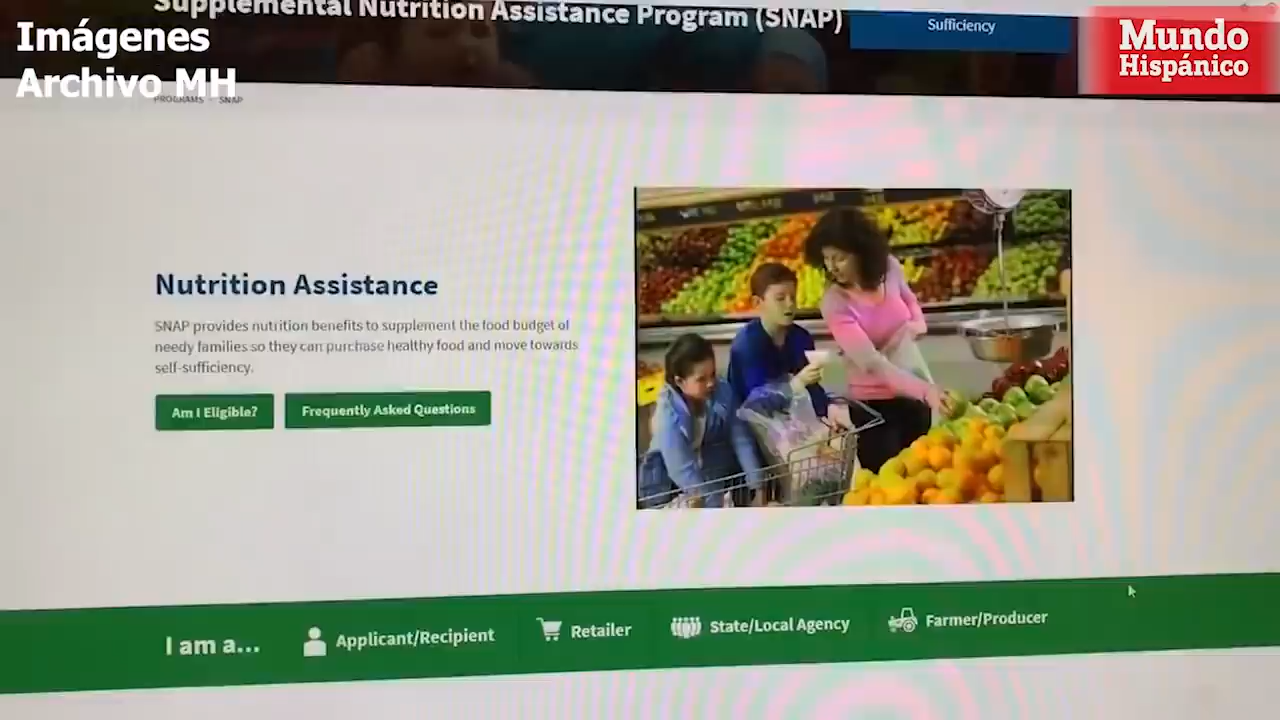 Supplemental Nutrition Assistance Program (SNAP)
Sufficiency
Imágenes
Archivo MH
Mundo
Hispánico
PROGRAMS
SNAP
Nutrition Assistance
SNAP provides nutrition benefits to supplement the food budget of
needy families so they can purchase healthy food and move towards
self-sufficiency.
Am I Eligible?
Frequently Asked Questions
I am a...
Applicant/Recipient
Retailer
State/Local Agency
Farmer/Producer